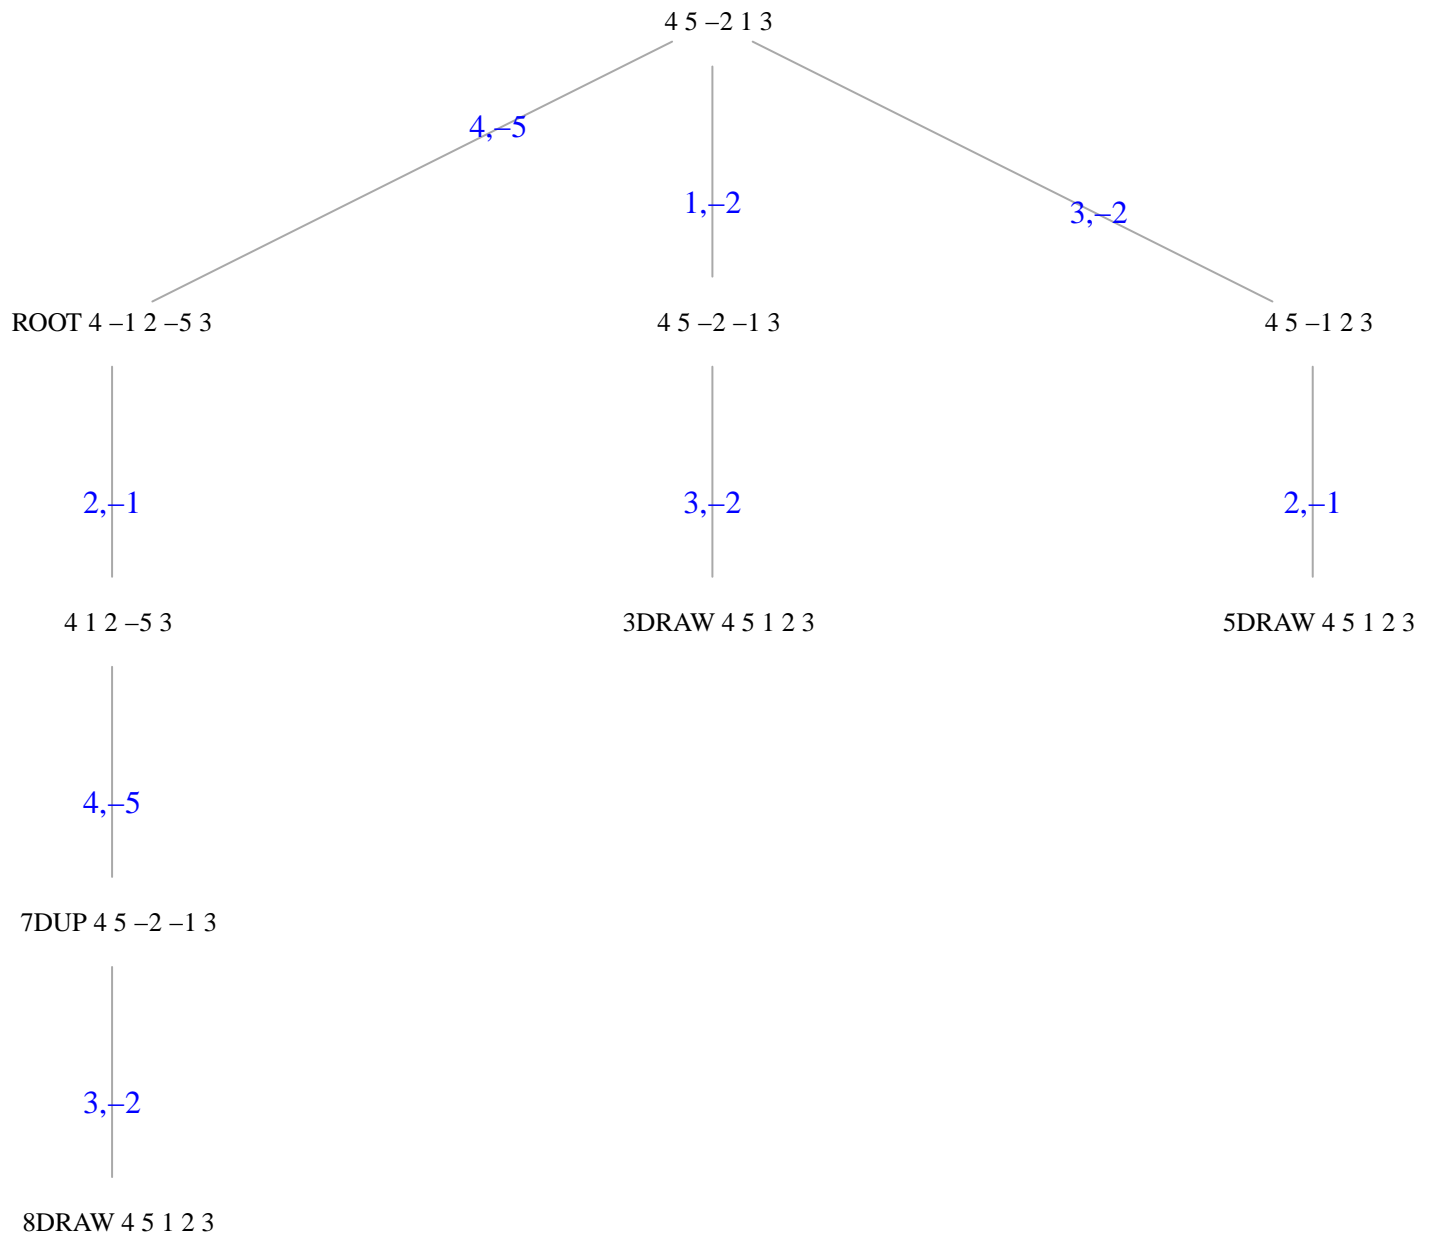 4 5 –2 1 3
4,–5
1,–2
3,–2
ROOT 4 –1 2 –5 3
4 5 –2 –1 3
4 5 –1 2 3
2,–1
3,–2
2,–1
4 1 2 –5 3
3DRAW 4 5 1 2 3
5DRAW 4 5 1 2 3
4,–5
7DUP 4 5 –2 –1 3
3,–2
8DRAW 4 5 1 2 3